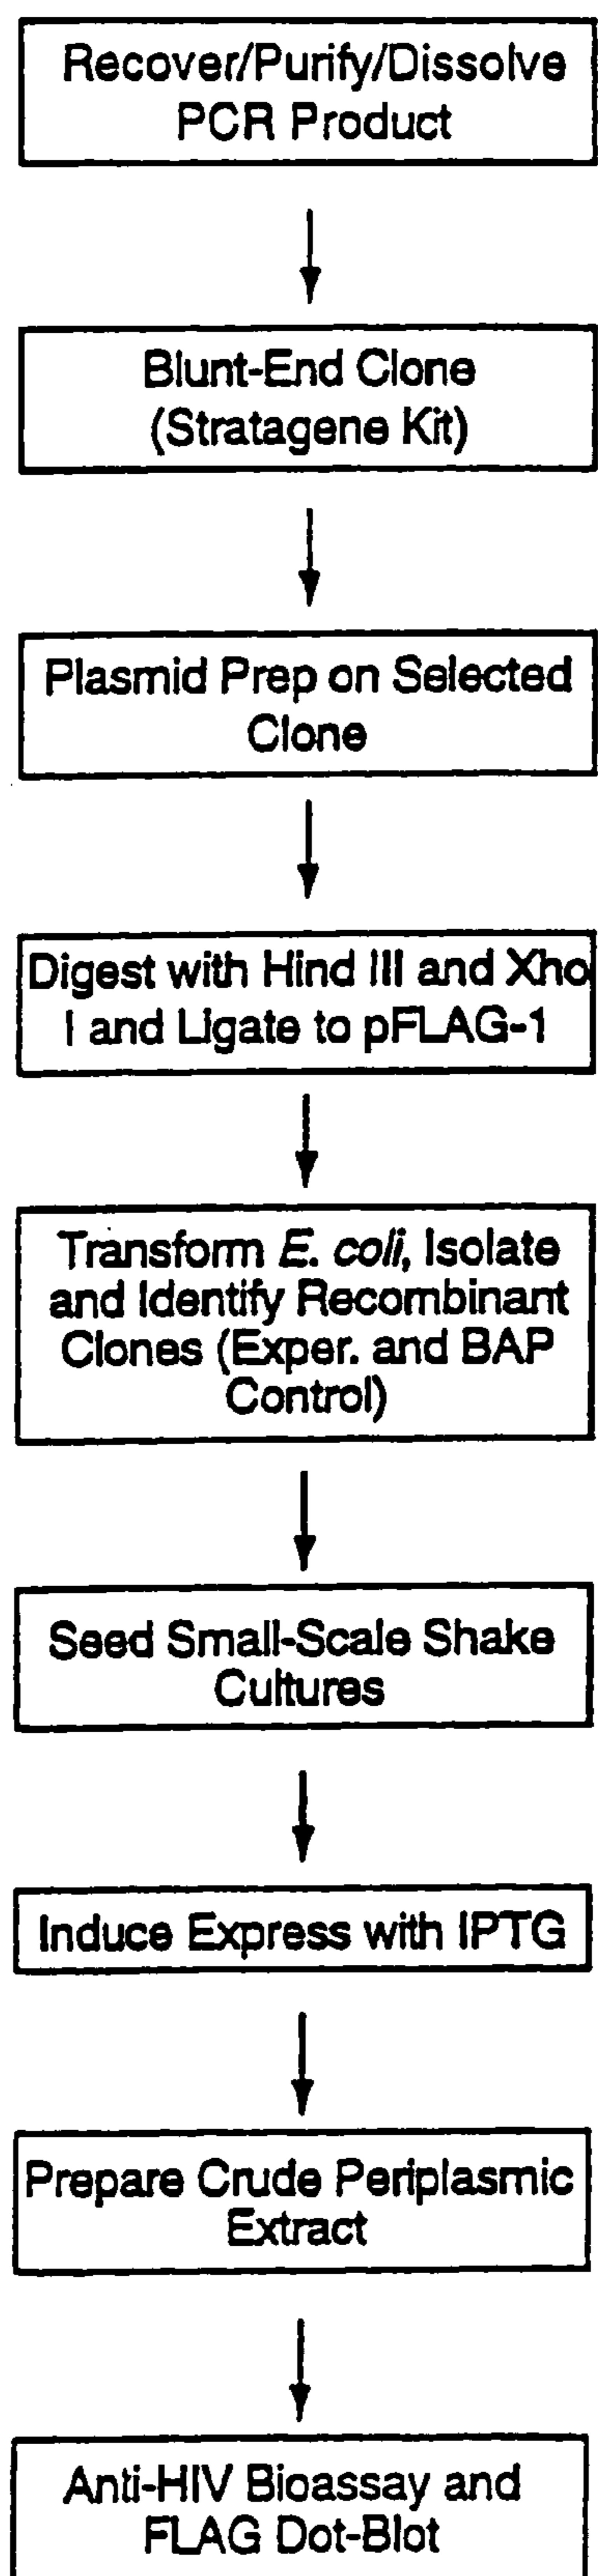 Recover/Purify/Dissolve
PCR Product
Blunt-End Clone
(Stratagene Kit)
Plasmid Prep on Selected
Clone
Digest with Hind III and Xho
I and Ligate to pFLAG-1
Transform E. coli, Isolate
and Identify Recombinant
Clones (Exper. and BAP
Control)
Seed Small-Scale Shake
Cultures
Induce Express with IPTG
Prepare Crude Periplasmic
Extract
Anti-HIV Bioassay and
FLAG Dot-Blot